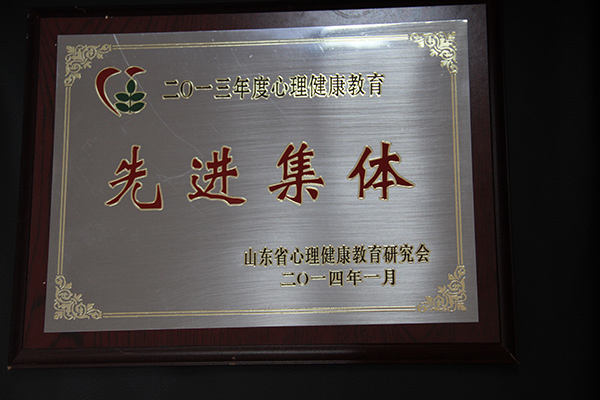 二〇一三年度心理健康教育
先进集体
山东省心理健康教育研究会
二〇一四年一月